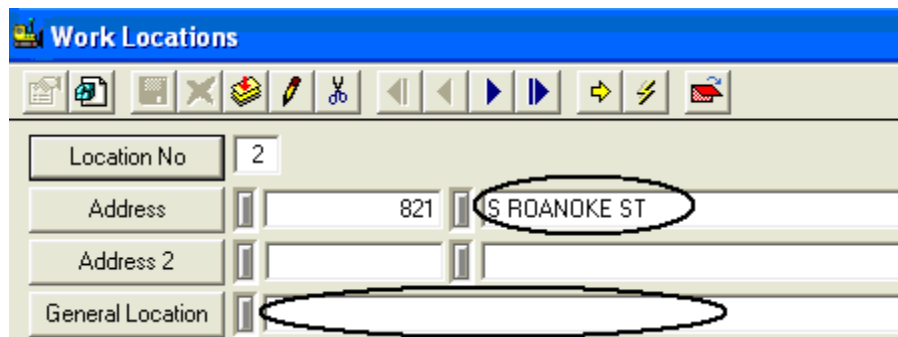 Work Locations
Location No 2
Address 821 S ROANOKE ST
Address 2
General Location